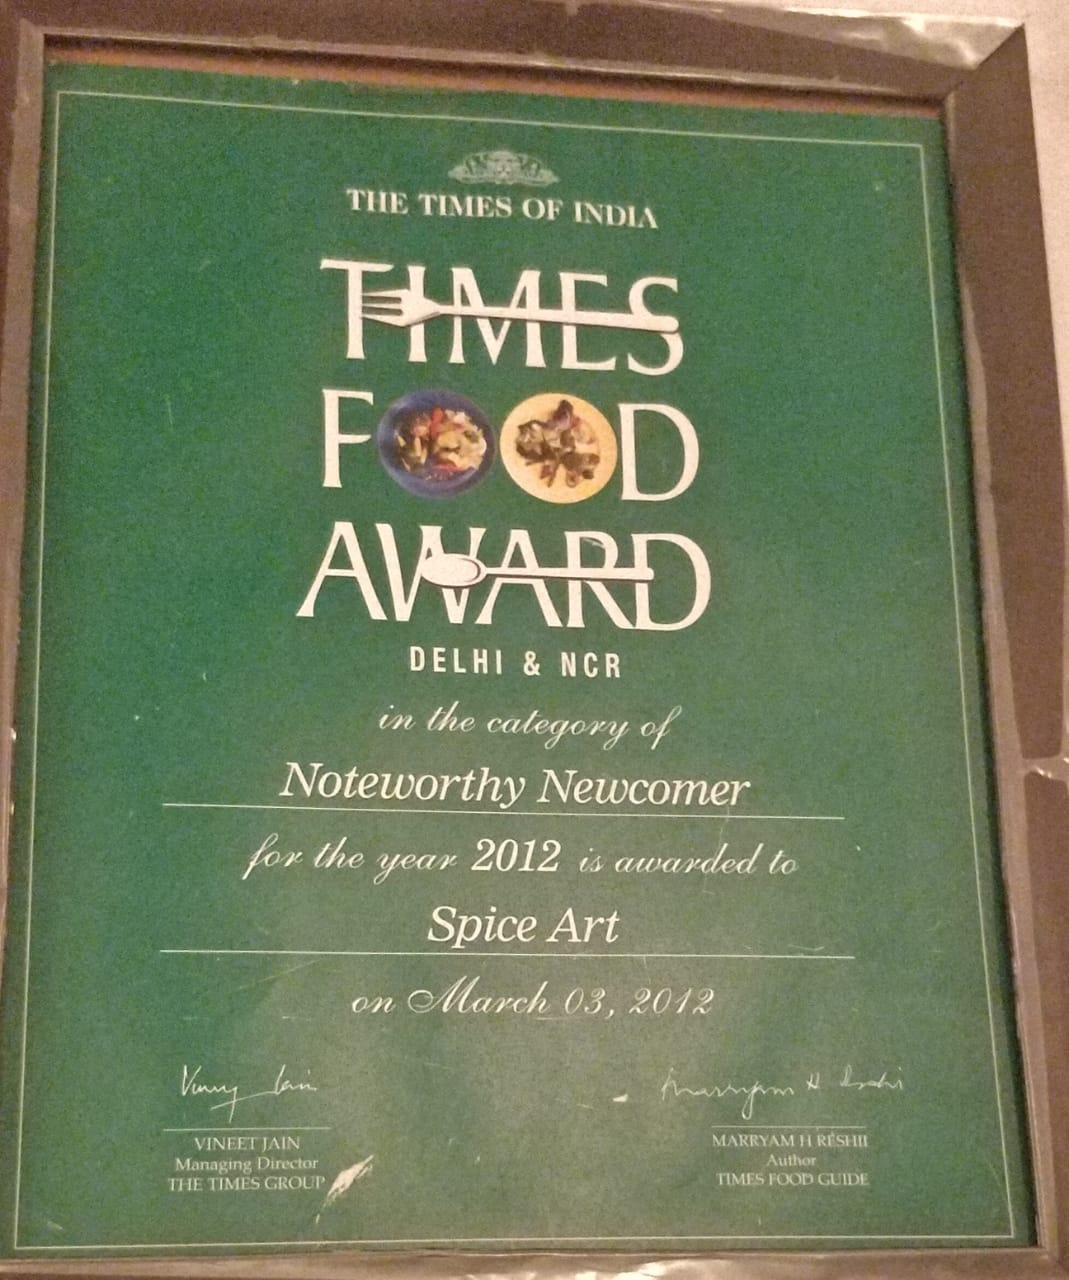 THE TIMES OF INDIA
TIMES
FOOD
AWARD
DELHI & NCR
in the category of
Noteworthy Newcomer
for the year 2012 is awarded to
Spice Art
on March 03, 2012
Vineet Jain
Marryam H Reshii
VINEET JAIN
Managing Director
THE TIMES GROUP
MARRYAM H RESHII
Author
TIMES FOOD GUIDE